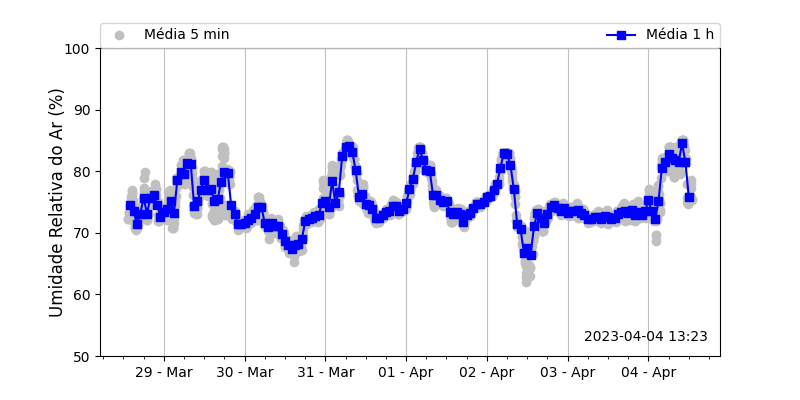 Média 5 min
Média 1 h
Umidade Relativa do Ar (%)
100
90
80
70
60
50
2023-04-04 13:23
29 - Mar
30 - Mar
31 - Mar
01 - Apr
02 - Apr
03 - Apr
04 - Apr